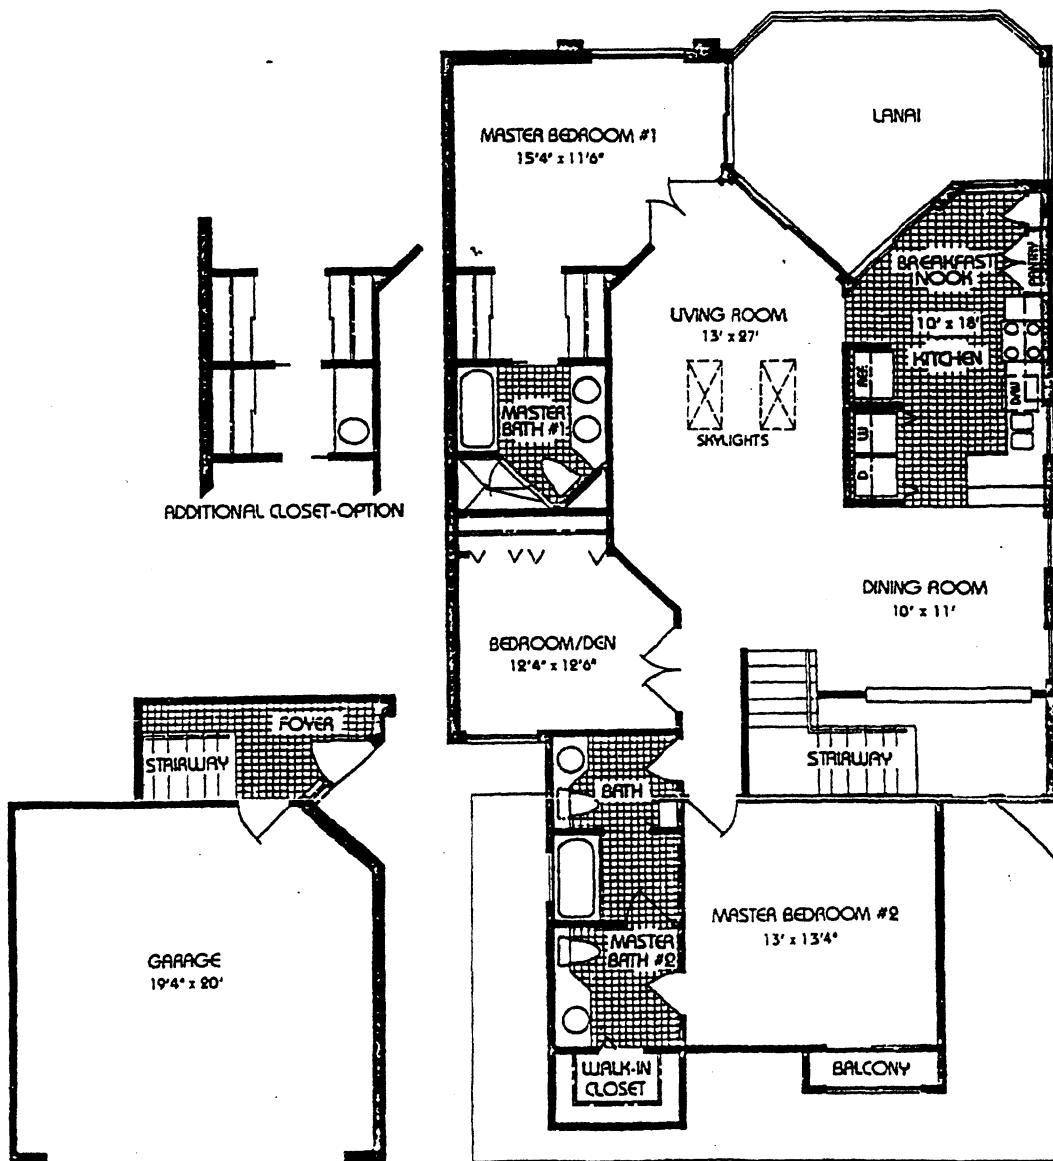 LANAI
MASTER BEDROOM #1
15'4" x 11'6"
BREAKFAST
NOOK
PANTRY
10' x 18'
KITCHEN
LIVING ROOM
13' x 27'
REF.
D/W
MASTER
BATH #1
SKYLIGHTS
W
D
ADDITIONAL CLOSET-OPTION
DINING ROOM
10' x 11'
BEDROOM/DEN
12'4" x 12'6"
FOYER
STAIRWAY
STAIRWAY
BATH
MASTER BEDROOM #2
13' x 13'4"
MASTER
BATH #2
GARAGE
19'4" x 20'
WALK-IN
CLOSET
BALCONY